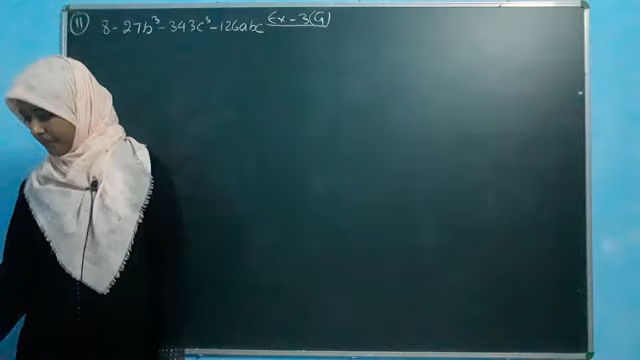 (11) 8 - 27b³ - 343c³ - 126abc Ex - 3(G)